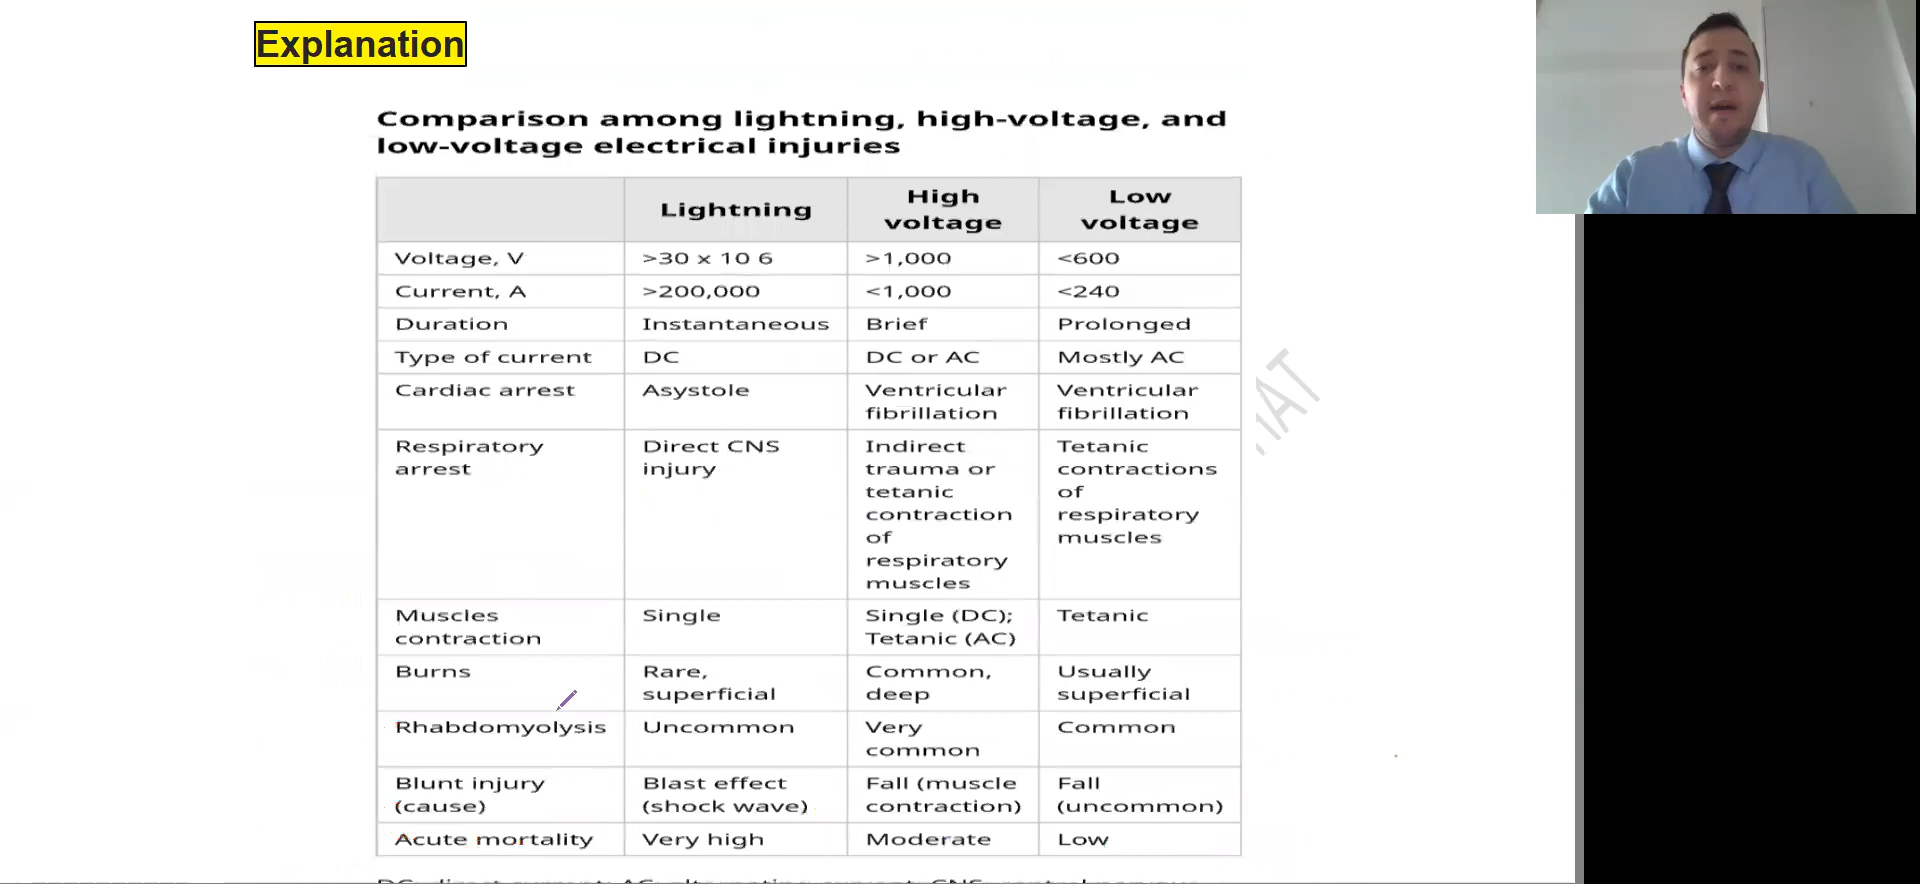 Explanation
Comparison among lightning, high-voltage, and
low-voltage electrical injuries
Lightning
High
voltage
Low
voltage
Voltage, V
>30 x 10 6
>1,000
<600
Current, A
>200,000
<1,000
<240
Duration
Instantaneous
Brief
Prolonged
Type of current
DC
DC or AC
Mostly AC
Cardiac arrest
Asystole
Ventricular
fibrillation
Ventricular
fibrillation
Respiratory
arrest
Direct CNS
injury
Indirect
trauma or
tetanic
contraction
of
respiratory
muscles
Tetanic
contractions
of
respiratory
muscles
Muscles
contraction
Single
Single (DC);
Tetanic (AC)
Tetanic
Burns
Rare,
superficial
Common,
deep
Usually
superficial
Rhabdomyolysis
Uncommon
Very
common
Common
Blunt injury
(cause)
Blast effect
(shock wave)
Fall (muscle
contraction)
Fall
(uncommon)
Acute mortality
Very high
Moderate
Low